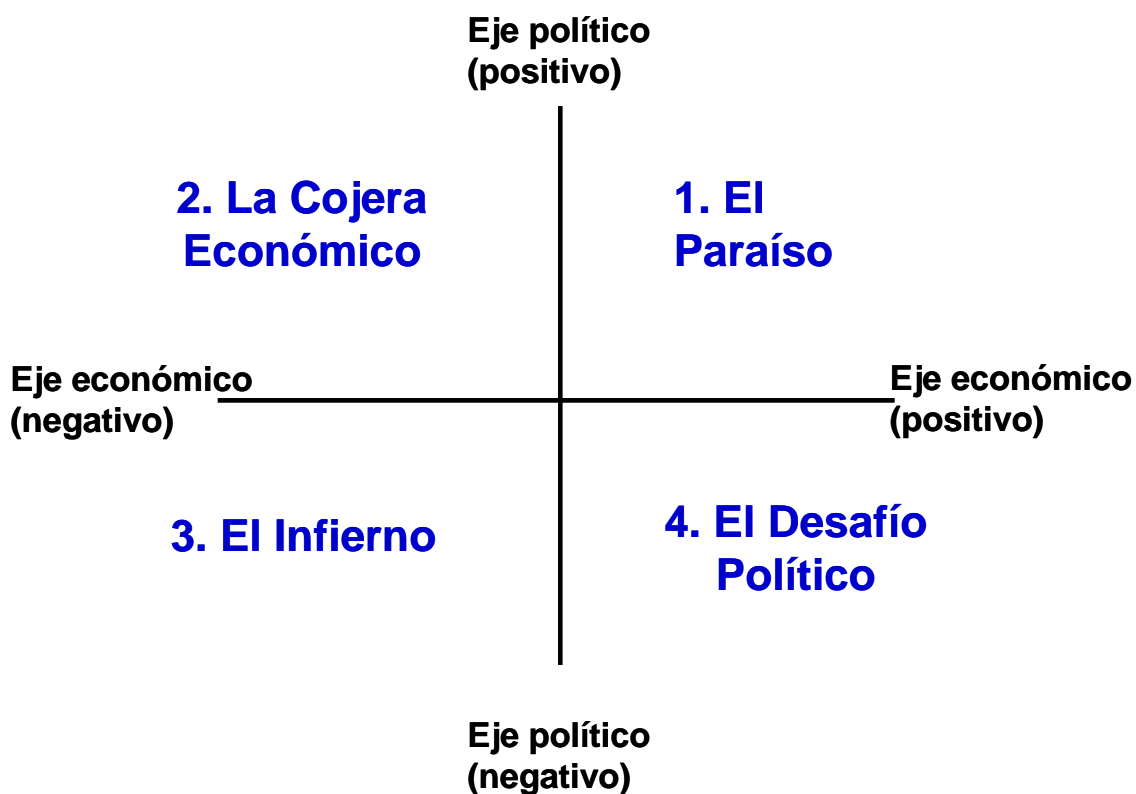 Eje político
(positivo)
2. La Cojera
Económico
1. El
Paraíso
Eje económico
(negativo)
Eje económico
(positivo)
3. El Infierno
4. El Desafío
Político
Eje político
(negativo)